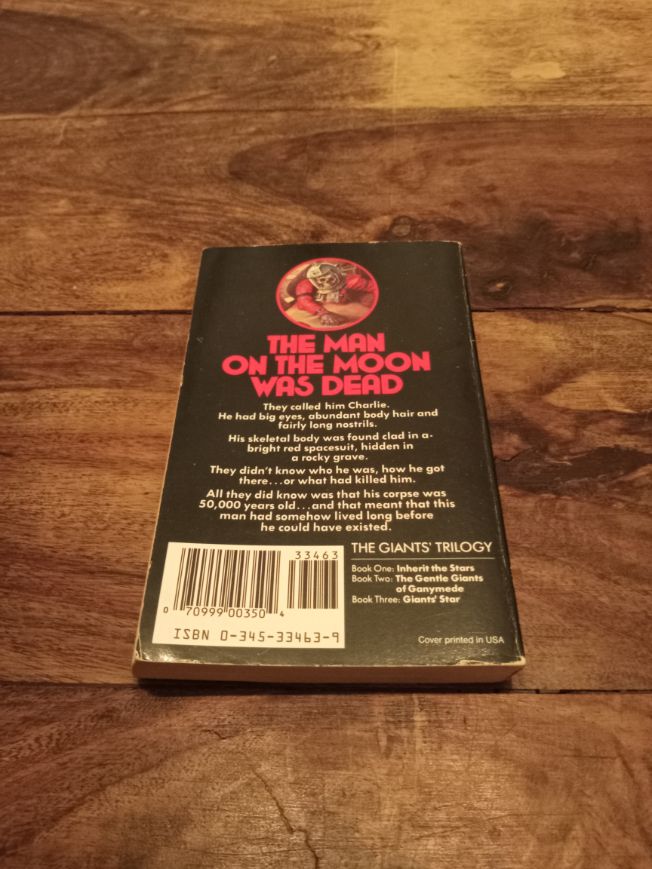 THE MAN
ON THE MOON
WAS DEAD
They called him Charlie.
He had big eyes, abundant body hair and
fairly long nostrils.
His skeletal body was found clad in a-
bright red spacesuit, hidden in
a rocky grave.
They didn't know who he was, how he got
there...or what had killed him.
All they did know was that his corpse was
50,000 years old...and that meant that this
man had somehow lived long before
he could have existed.
33463
0 70999 00350 4
ISBN 0-345-33463-9
THE GIANTS' TRILOGY
Book One: Inherit the Stars
Book Two: The Gentle Giants
of Ganymede
Book Three: Giants' Star
Cover printed in USA